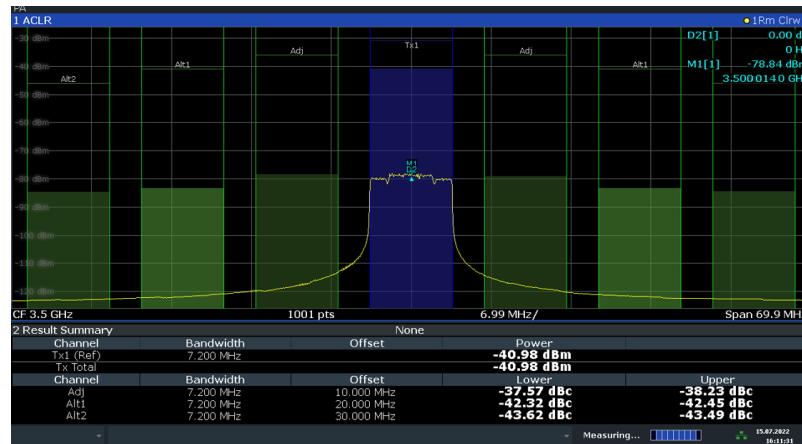 PA
1 ACLR
1Rm Clrw
-30 dBm
D2[1] 0.00 d
0 H
Tx1
Adj
Adj
-40 dBm
Alt1
Alt1
M1[1] -78.84 dBr
Alt2
3.5000140 GH
-50 dBm
-60 dBm
-70 dBm
M1
D2
-80 dBm
-90 dBm
-100 dBm
-110 dBm
-120 dBm
CF 3.5 GHz 1001 pts 6.99 MHz/ Span 69.9 MH
2 Result Summary None
Channel Bandwidth Offset Power
Tx1 (Ref) 7.200 MHz -40.98 dBm
Tx Total -40.98 dBm
Channel Bandwidth Offset Lower Upper
Adj 7.200 MHz 10.000 MHz -37.57 dBc -38.23 dBc
Alt1 7.200 MHz 20.000 MHz -42.32 dBc -42.45 dBc
Alt2 7.200 MHz 30.000 MHz -43.62 dBc -43.49 dBc
Measuring... 15.07.2022
16:11:31